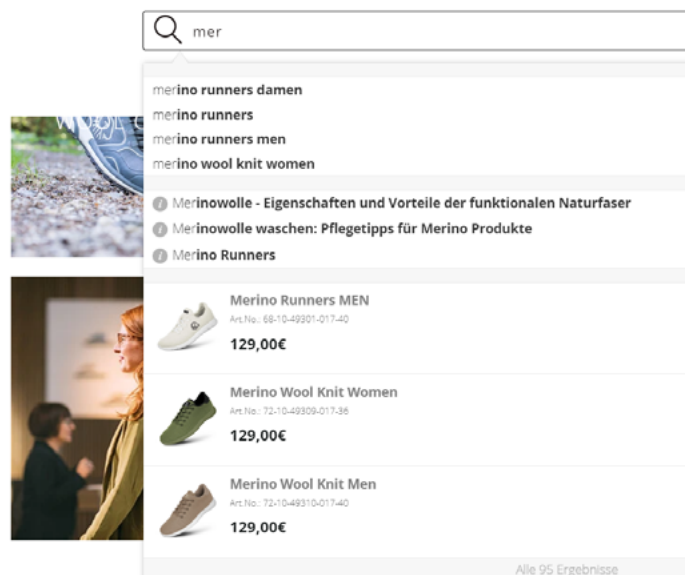 mer
merino runners damen
merino runners
merino runners men
merino wool knit women
Merinowolle - Eigenschaften und Vorteile der funktionalen Naturfaser
Merinowolle waschen: Pflegetipps für Merino Produkte
Merino Runners
Merino Runners MEN
Art.No.: 68-10-49301-017-40
129,00€
Merino Wool Knit Women
Art.No.: 72-10-49309-017-36
129,00€
Merino Wool Knit Men
Art.No.: 72-10-49310-017-40
129,00€
Alle 95 Ergebnisse